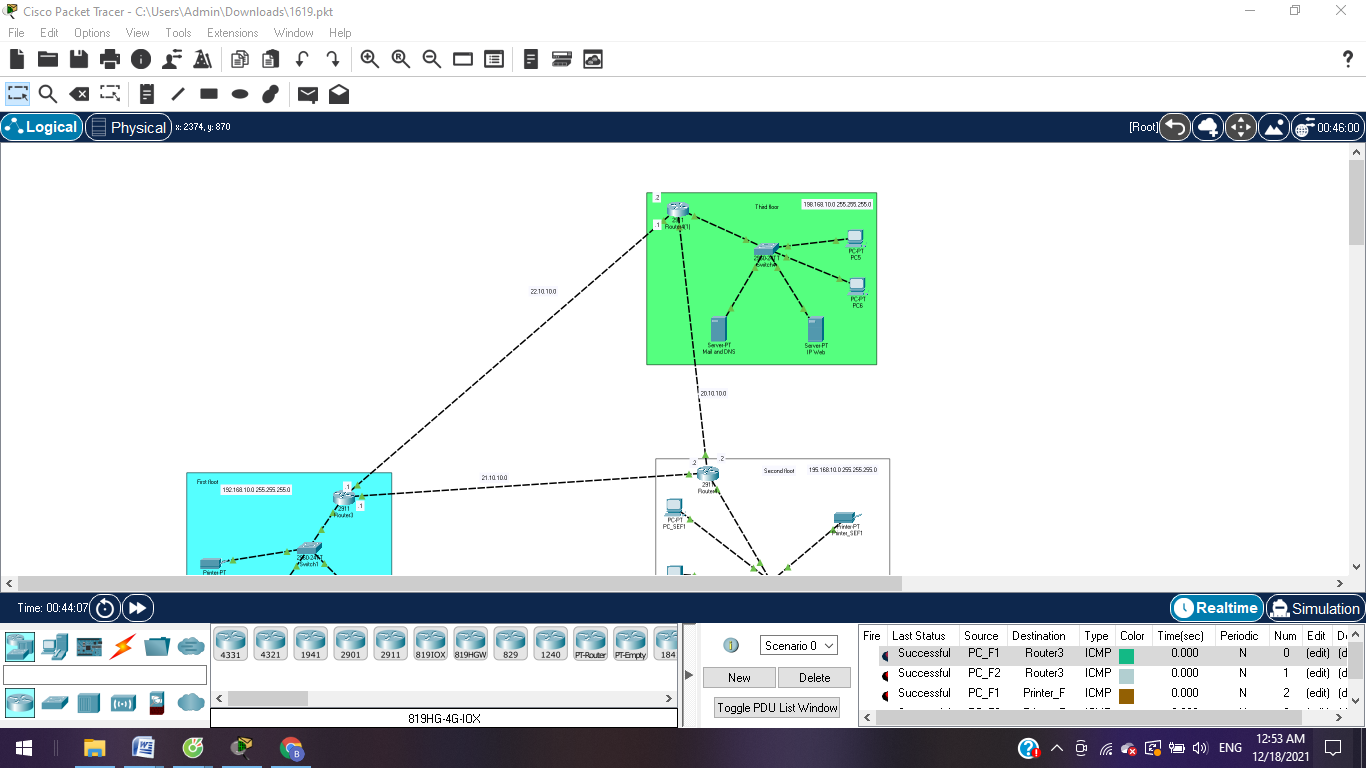 Cisco Packet Tracer - C:\Users\Admin\Downloads\1619.pkt
File Edit Options View Tools Extensions Window Help
Logical Physical x: 2374, y: 870 [Root] 00:46:00
.2
Third floor
198.168.10.0 255.255.255.0
2911
Router4(1)
.1
2960-24TT
Switch4
PC-PT
PC5
PC-PT
PC6
Server-PT
Mail and DNS
Server-PT
IP Web
22.10.10.0
20.10.10.0
21.10.10.0
First floor
192.168.10.0 255.255.255.0
.1
2911
Router3
.1
2960-24TT
Switch1
Printer-PT
.2
.2
Second floor
195.168.10.0 255.255.255.0
PC-PT
PC_SEF1
Printer-PT
Printer_SEF1
Time: 00:44:07
Realtime Simulation
4331 4321 1941 2901 2911 819IOX 819HGW 829 1240 PT-Router PT-Empty 184
819HG-4G-IOX
Scenario 0
New Delete
Toggle PDU List Window
Fire Last Status Source Destination Type Color Time(sec) Periodic Num Edit
Successful PC_F1 Router3 ICMP 0.000 N 0 (edit) (d
Successful PC_F2 Router3 ICMP 0.000 N 1 (edit) (d
Successful PC_F1 Printer_F ICMP 0.000 N 2 (edit) (d
ENG
12:53 AM
12/18/2021